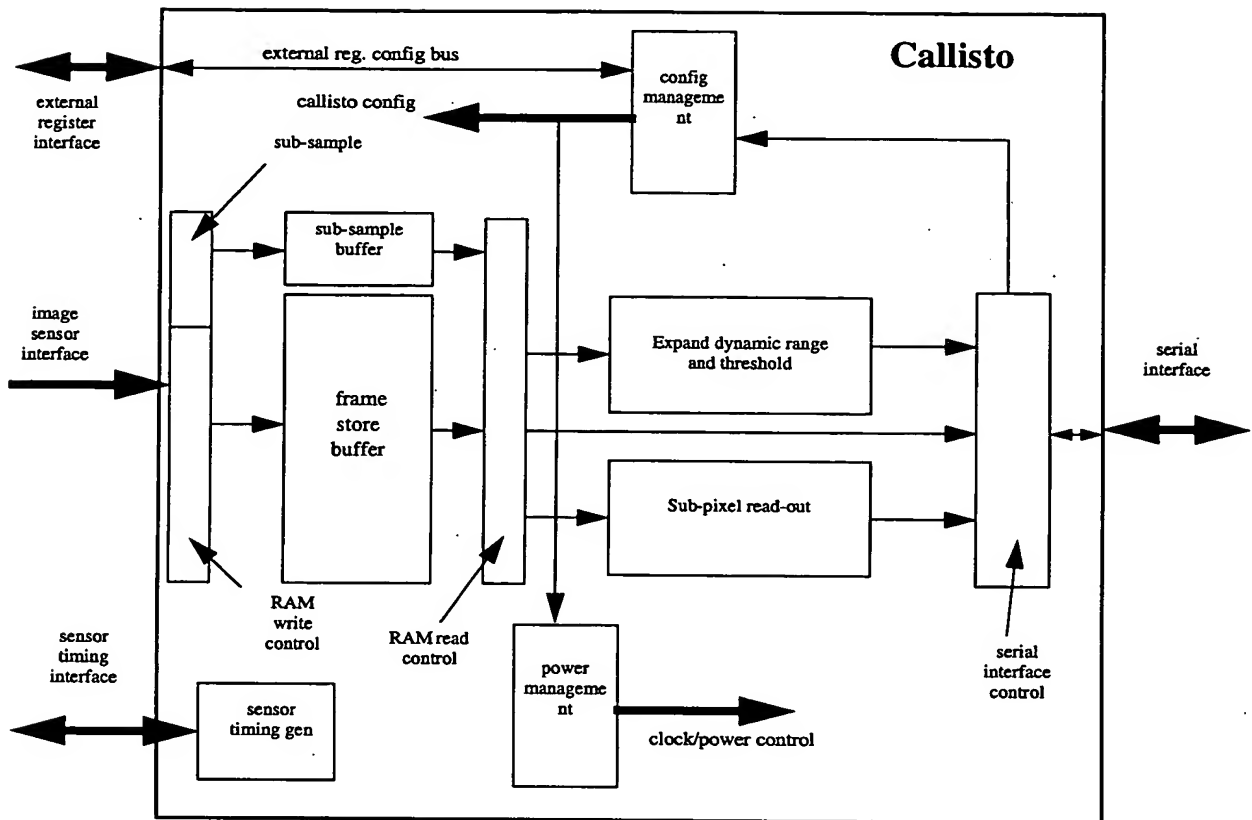 Callisto
external reg. config bus
config
manageme
nt
external
register
interface
callisto config
sub-sample
sub-sample
buffer
image
sensor
interface
frame
store
buffer
Expand dynamic range
and threshold
serial
interface
Sub-pixel read-out
RAM
write
control
RAM read
control
sensor
timing
interface
power
manageme
nt
serial
interface
control
sensor
timing gen
clock/power control